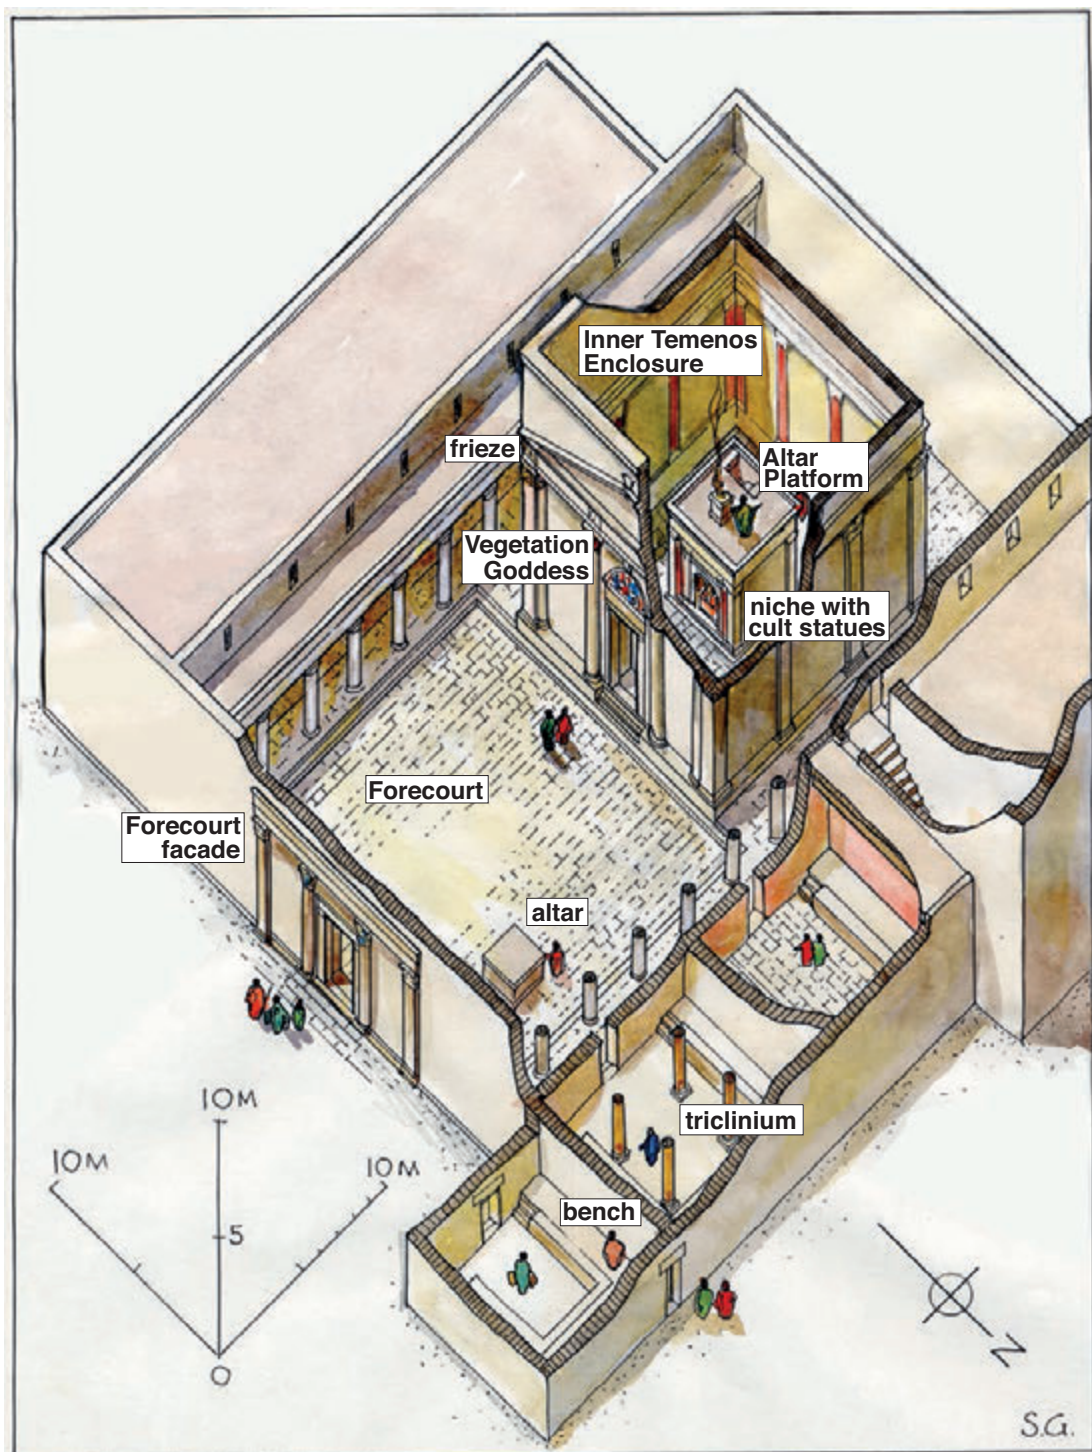 Inner Temenos
Enclosure
frieze
Altar
Platform
Vegetation
Goddess
niche with
cult statues
Forecourt
Forecourt
facade
altar
triclinium
bench
10M
10M
10M
5
0
N
S.G.